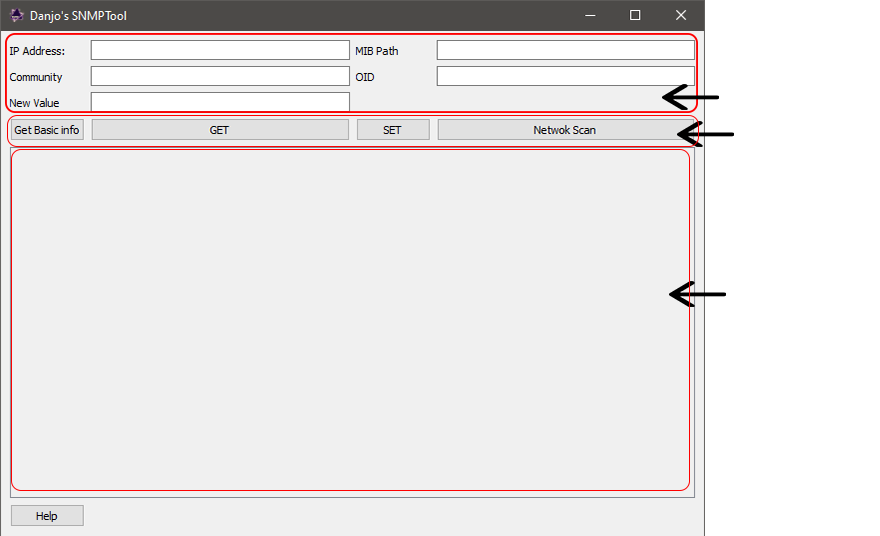 Danjo's SNMPTool
IP Address: MIB Path
Community OID
New Value
Get Basic info GET SET Netwok Scan
Help